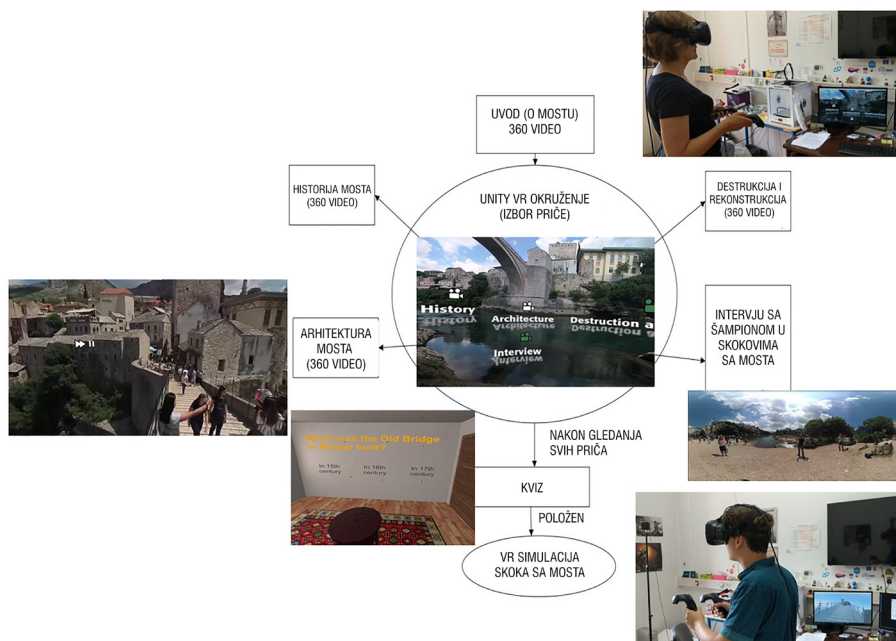 UVOD (O MOSTU)
360 VIDEO
HISTORIJA MOSTA
(360 VIDEO)
UNITY VR OKRUŽENJE
(IZBOR PRIČE)
DESTRUKCIJA I
REKONSTRUKCIJA
(360 VIDEO)
History
Architecture
Destruction a
Interview
ARHITEKTURA
MOSTA
(360 VIDEO)
INTERVJU SA
ŠAMPIONOM U
SKOKOVIMA
SA MOSTA
When was the Old Bridge
in Mostar built?
In 15th
century
In 16th
century
In 17th
century
NAKON GLEDANJA
SVIH PRIČA
KVIZ
POLOŽEN
VR SIMULACIJA
SKOKA SA MOSTA